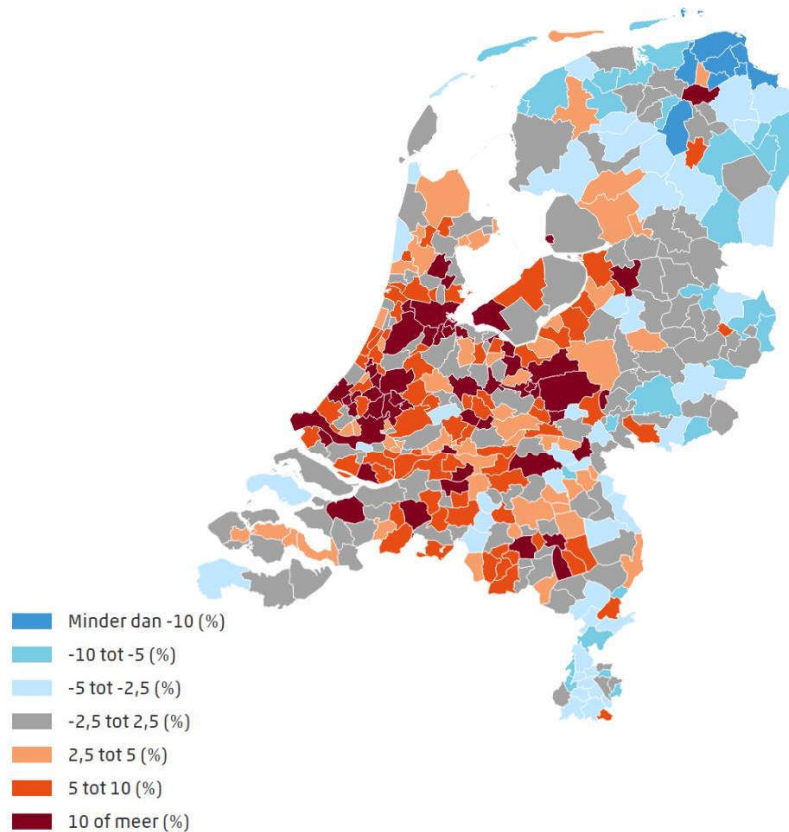 Minder dan -10 (%)
-10 tot -5 (%)
-5 tot -2,5 (%)
-2,5 tot 2,5 (%)
2,5 tot 5 (%)
5 tot 10 (%)
10 of meer (%)